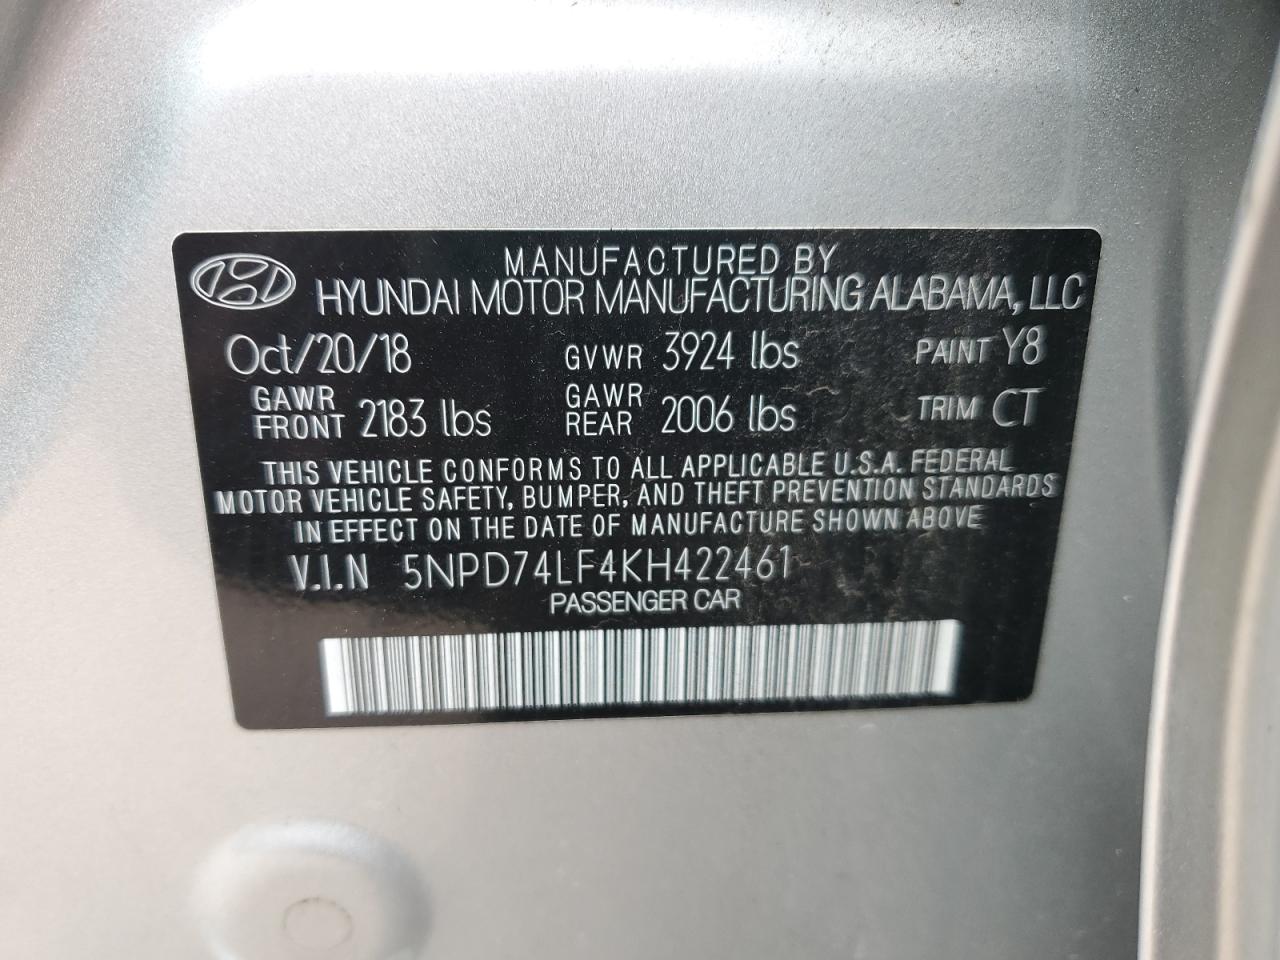 MANUFACTURED BY
HYUNDAI MOTOR MANUFACTURING ALABAMA, LLC
Oct/20/18 GVWR 3924 lbs PAINT Y8
GAWR FRONT 2183 lbs GAWR REAR 2006 lbs TRIM CT
THIS VEHICLE CONFORMS TO ALL APPLICABLE U.S.A. FEDERAL
MOTOR VEHICLE SAFETY, BUMPER, AND THEFT PREVENTION STANDARDS
IN EFFECT ON THE DATE OF MANUFACTURE SHOWN ABOVE
V.I.N 5NPD74LF4KH422461
PASSENGER CAR